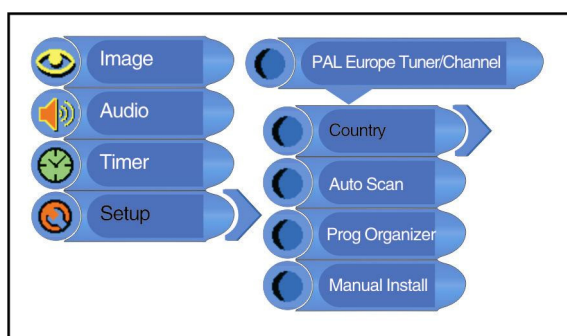 Image
Audio
Timer
Setup
PAL Europe Tuner/Channel
Country
Auto Scan
Prog Organizer
Manual Install